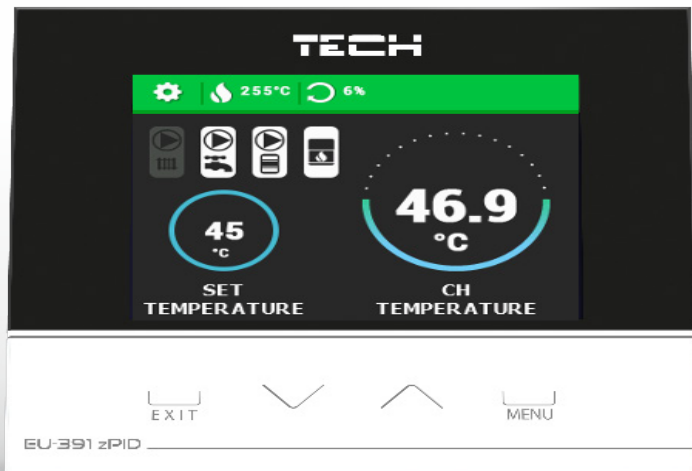 TECH
255°C 6%
45
°C
46.9
°C
SET
TEMPERATURE
CH
TEMPERATURE
EXIT
MENU
EU-391 zPID